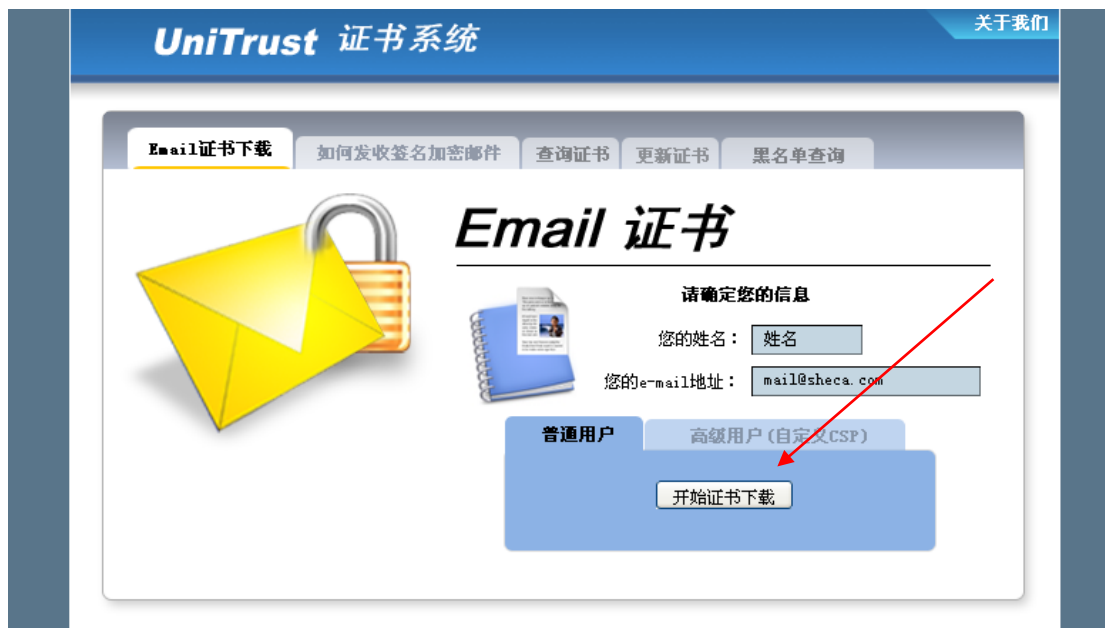 关于我们
UniTrust 证书系统
Email证书下载 如何发收签名加密邮件 查询证书 更新证书 黑名单查询
Email 证书
请确定您的信息
您的姓名： 姓名
您的e-mail地址： mail@sheca.com
普通用户 高级用户(自定义CSP)
开始证书下载